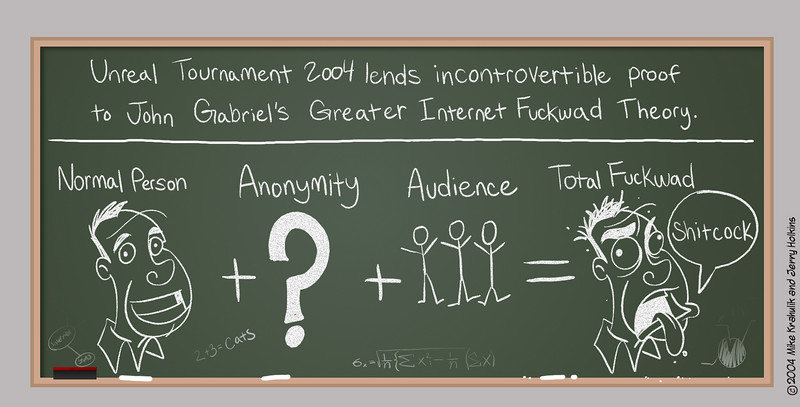 Unreal Tournament 2004 lends incontrovertible proof
to John Gabriel's Greater Internet Fuckwad Theory.
Normal Person
Anonymity
Audience
Total Fuckwad
+ ? + =
Shitcock
2+3=cats
©2004 Mike Krahulik and Jerry Holkins